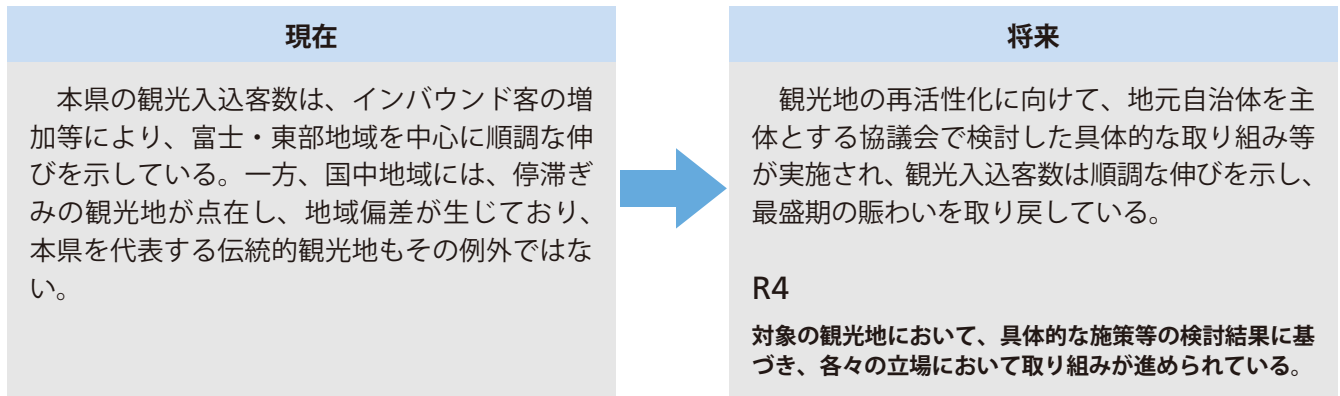 現在
本県の観光入込客数は、インバウンド客の増
加等により、富士・東部地域を中心に順調な伸
びを示している。一方、国中地域には、停滞ぎ
みの観光地が点在し、地域偏差が生じており、
本県を代表する伝統的観光地もその例外ではな
い。
将来
観光地の再活性化に向けて、地元自治体を主
体とする協議会で検討した具体的な取り組み等
が実施され、観光入込客数は順調な伸びを示し、
最盛期の賑わいを取り戻している。
R4
対象の観光地において、具体的な施策等の検討結果に基
づき、各々の立場において取り組みが進められている。